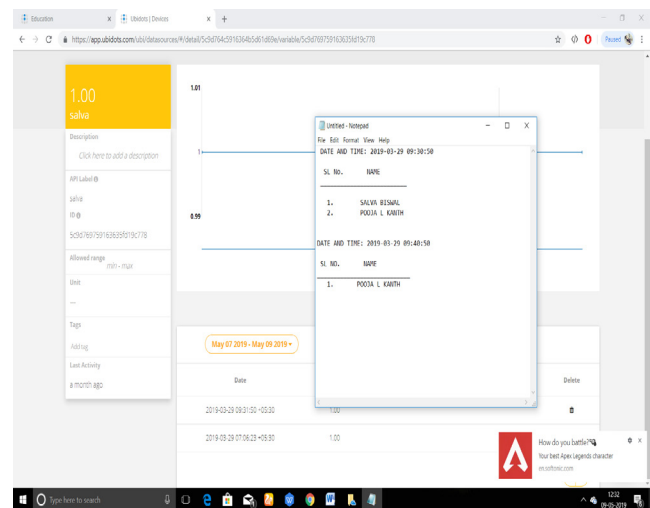 Education
Ubidots | Devices
https://app.ubidots.com/ubi/datasources/#/detail/5c9d764c5916364b5d61d69e/variable/5c9d769759163635fd19c778
Paused
1.00
salva
Description
Click here to add a description
API Label
salva
ID
5c9d769759163635fd19c778
Allowed range
min - max
Unit
Tags
Add tag
Last Activity
a month ago
1.01
1
0.99
Untitled - Notepad
File Edit Format View Help
DATE AND TIME: 2019-03-29 09:30:50
SL No. NAME
1. SALVA BISWAL
2. POOJA L KANTH
DATE AND TIME: 2019-03-29 09:40:50
SL NO. NAME
1. POOJA L KANTH
May 07 2019 - May 09 2019
Date
Delete
2019-03-29 09:31:50 +05:30 1.00
2019-03-29 07:06:23 +05:30 1.00
How do you battle?
Your best Apex Legends character
en.softonic.com
Type here to search
1232
09-05-2019